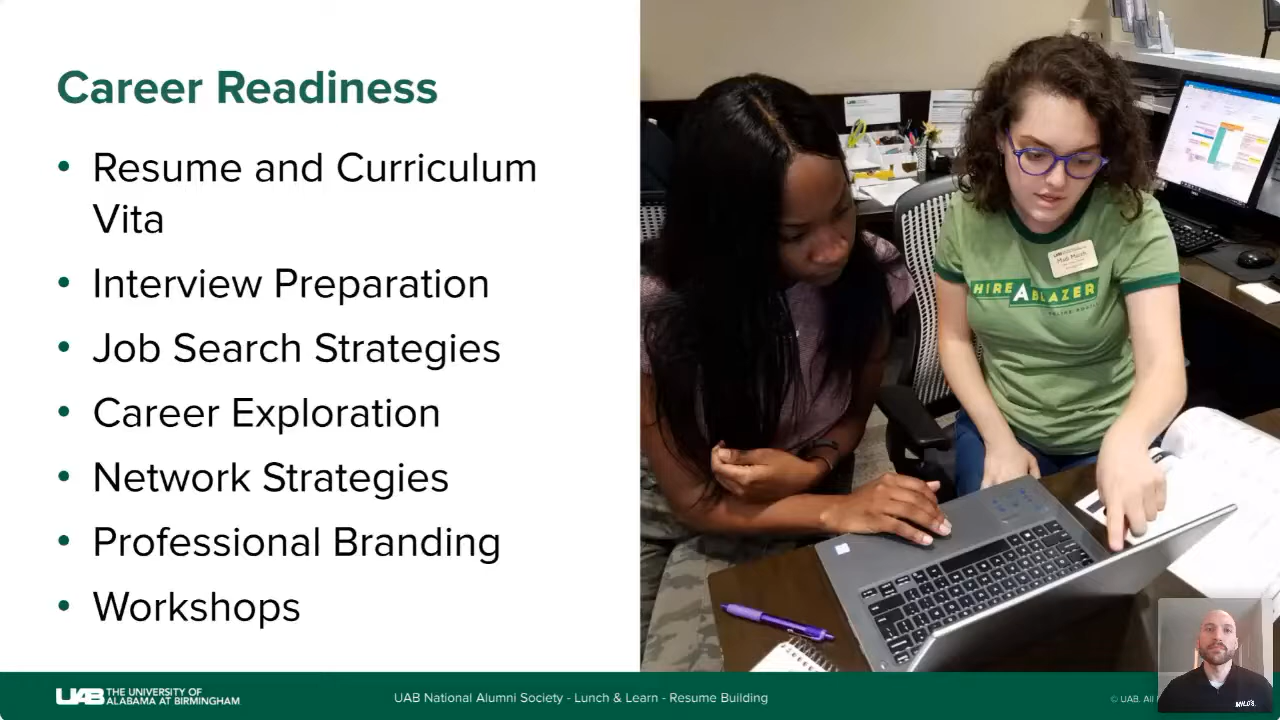 Career Readiness
• Resume and Curriculum
Vita
• Interview Preparation
• Job Search Strategies
• Career Exploration
• Network Strategies
• Professional Branding
• Workshops
HIRE A BLAZER
UAB THE UNIVERSITY OF
ALABAMA AT BIRMINGHAM
UAB National Alumni Society - Lunch & Learn - Resume Building
© UAB. All